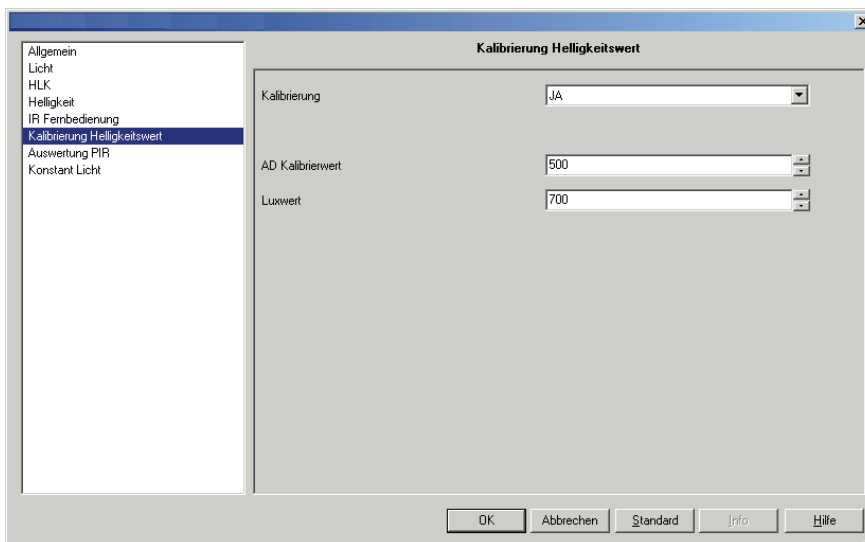 Allgemein
Licht
HLK
Helligkeit
IR Fernbedienung
Kalibrierung Helligkeitswert
Auswertung PIR
Konstant Licht
Kalibrierung Helligkeitswert
Kalibrierung
JA
AD Kalibrierwert
500
Luxwert
700
OK
Abbrechen
Standard
Info
Hilfe